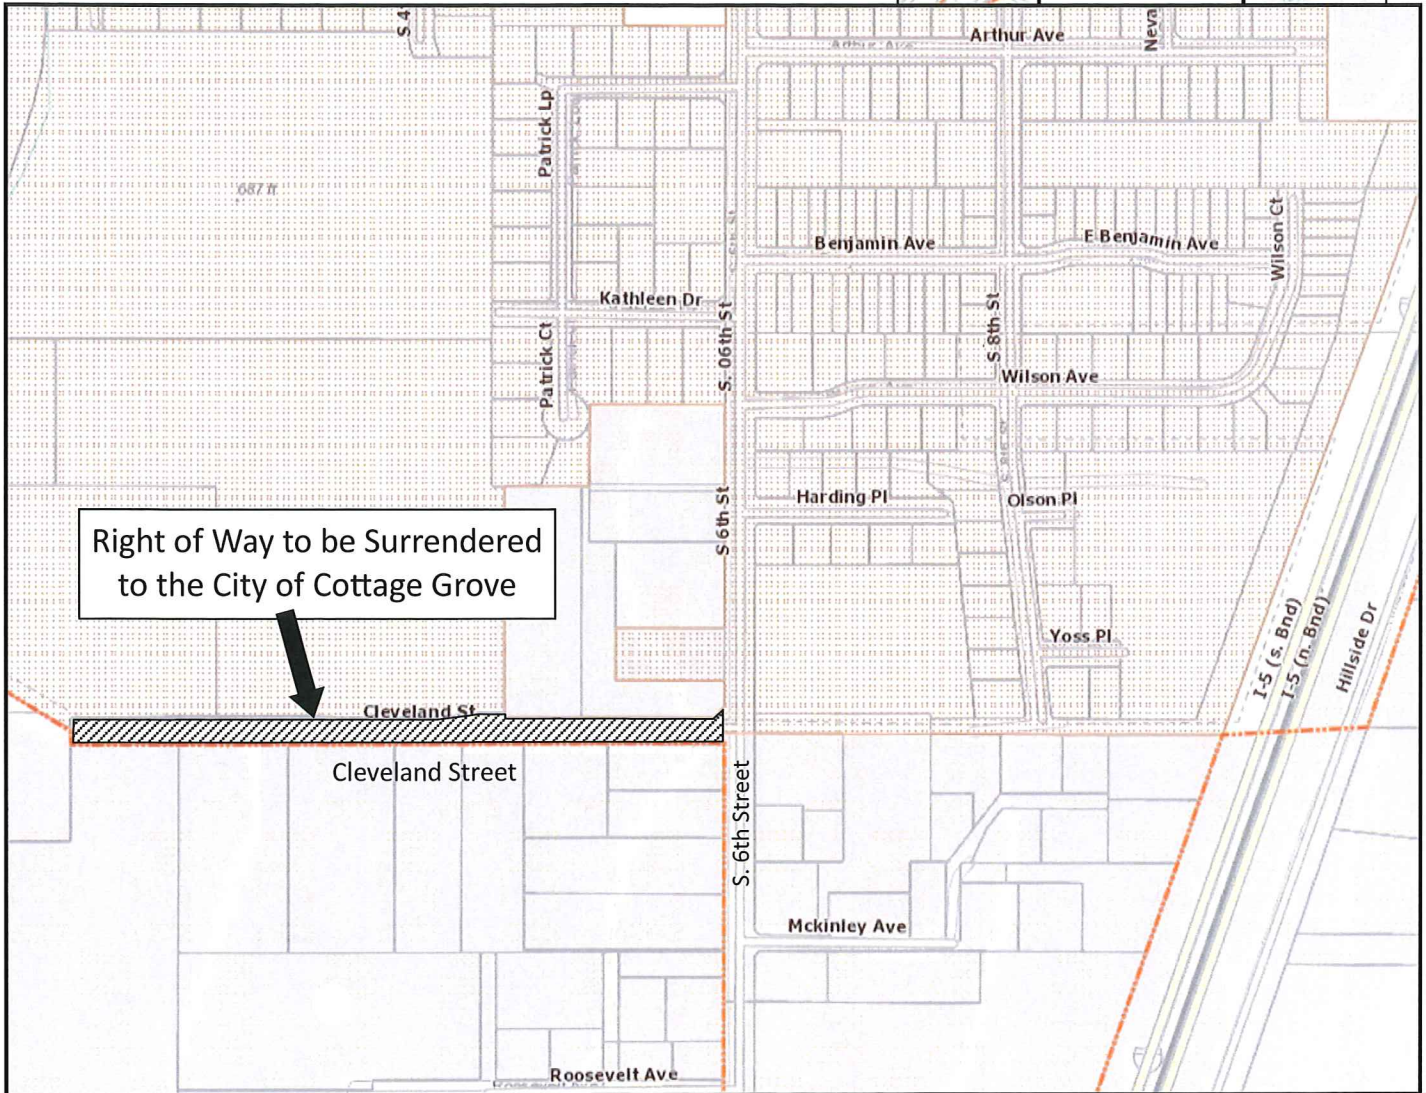 S 4
Arthur Ave
Arthur Ave
Neva
Patrick Lp
687 ft
Benjamin Ave
E Benjamin Ave
Wilson Ct
Kathleen Dr
S. 06th St
S 8th St
Patrick Ct
Wilson Ave
Harding Pl
Olson Pl
S 6th St
Right of Way to be Surrendered
to the City of Cottage Grove
Yoss Pl
I-5 (s. Bnd)
I-5 (n. Bnd)
Hillside Dr
Cleveland St
Cleveland Street
S. 6th Street
Mckinley Ave
Roosevelt Ave